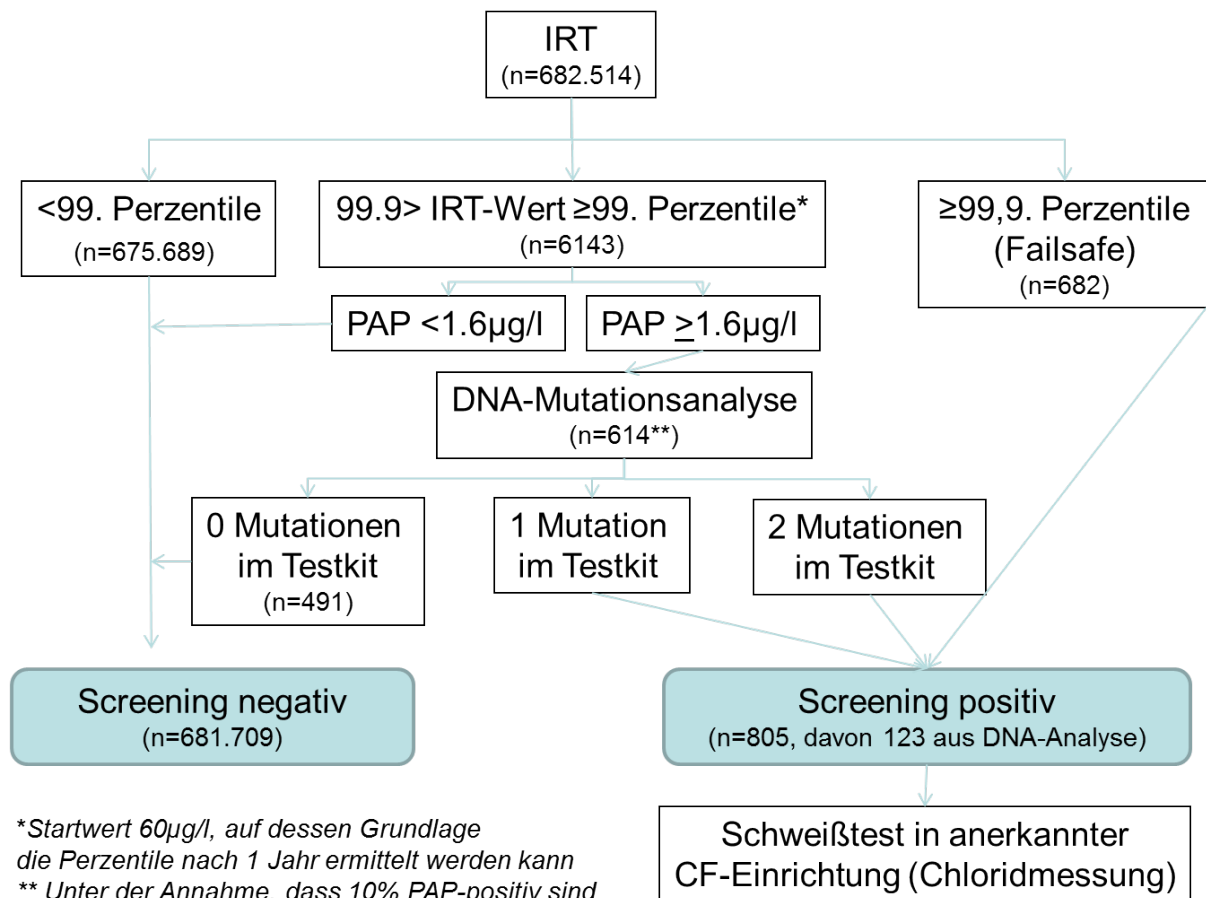 IRT
(n=682.514)
<99. Perzentile
(n=675.689)
99.9> IRT-Wert ≥99. Perzentile*
(n=6143)
≥99,9. Perzentile
(Failsafe)
(n=682)
PAP <1.6µg/l
PAP ≥1.6µg/l
DNA-Mutationsanalyse
(n=614**)
0 Mutationen
im Testkit
(n=491)
1 Mutation
im Testkit
2 Mutationen
im Testkit
Screening negativ
(n=681.709)
Screening positiv
(n=805, davon 123 aus DNA-Analyse)
*Startwert 60µg/l, auf dessen Grundlage
die Perzentile nach 1 Jahr ermittelt werden kann
** Unter der Annahme, dass 10% PAP-positiv sind
Schweißtest in anerkannter
CF-Einrichtung (Chloridmessung)